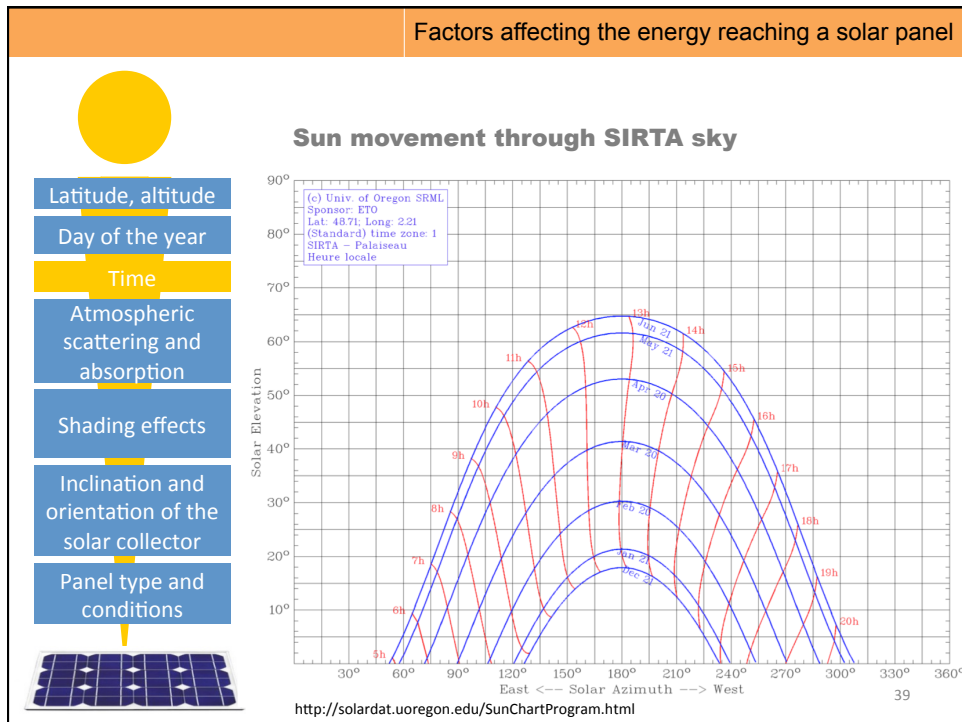 Factors affecting the energy reaching a solar panel
Latitude, altitude
Day of the year
Time
Atmospheric
scattering and
absorption
Shading effects
Inclination and
orientation of the
solar collector
Panel type and
conditions
Sun movement through SIRTA sky
(c) Univ. of Oregon SRML
Sponsor: ETO
Lat: 48.71; Long: 2.21
(Standard) time zone: 1
SIRTA - Palaiseau
Heure locale
90°
80°
70°
60°
50°
40°
30°
20°
10°
Solar Elevation
5h
6h
7h
8h
9h
10h
11h
12h
13h
14h
15h
16h
17h
18h
19h
20h
Jun 21
May 21
Apr 20
Mar 20
Feb 20
Jan 21
Dec 21
30° 60° 90° 120° 150° 180° 210° 240° 270° 300° 330° 360°
East <-- Solar Azimuth --> West
39
http://solardat.uoregon.edu/SunChartProgram.html